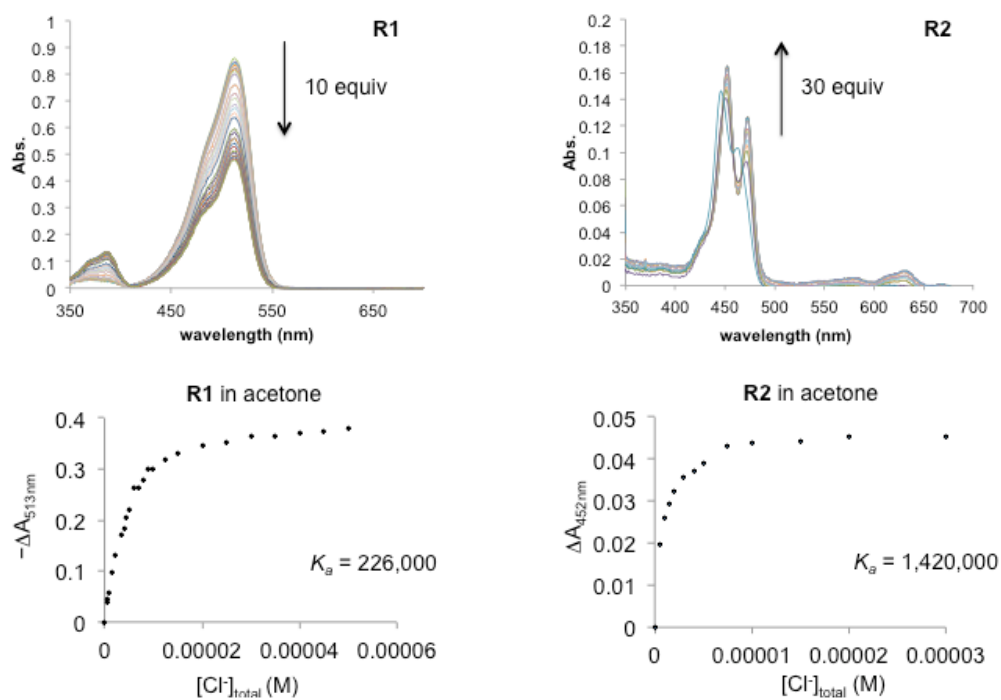 R1
10 equiv
Abs.
1
0.9
0.8
0.7
0.6
0.5
0.4
0.3
0.2
0.1
0
350 450 550 650
wavelength (nm)
R2
30 equiv
Abs.
0.2
0.18
0.16
0.14
0.12
0.1
0.08
0.06
0.04
0.02
0
350 400 450 500 550 600 650 700
wavelength (nm)
R1 in acetone
−ΔA513nm
0.4
0.3
0.2
0.1
0
Ka = 226,000
0 0.00002 0.00004 0.00006
[Cl-]total (M)
R2 in acetone
ΔA452nm
0.05
0.04
0.03
0.02
0.01
0
Ka = 1,420,000
0 0.00001 0.00002 0.00003
[Cl-]total (M)